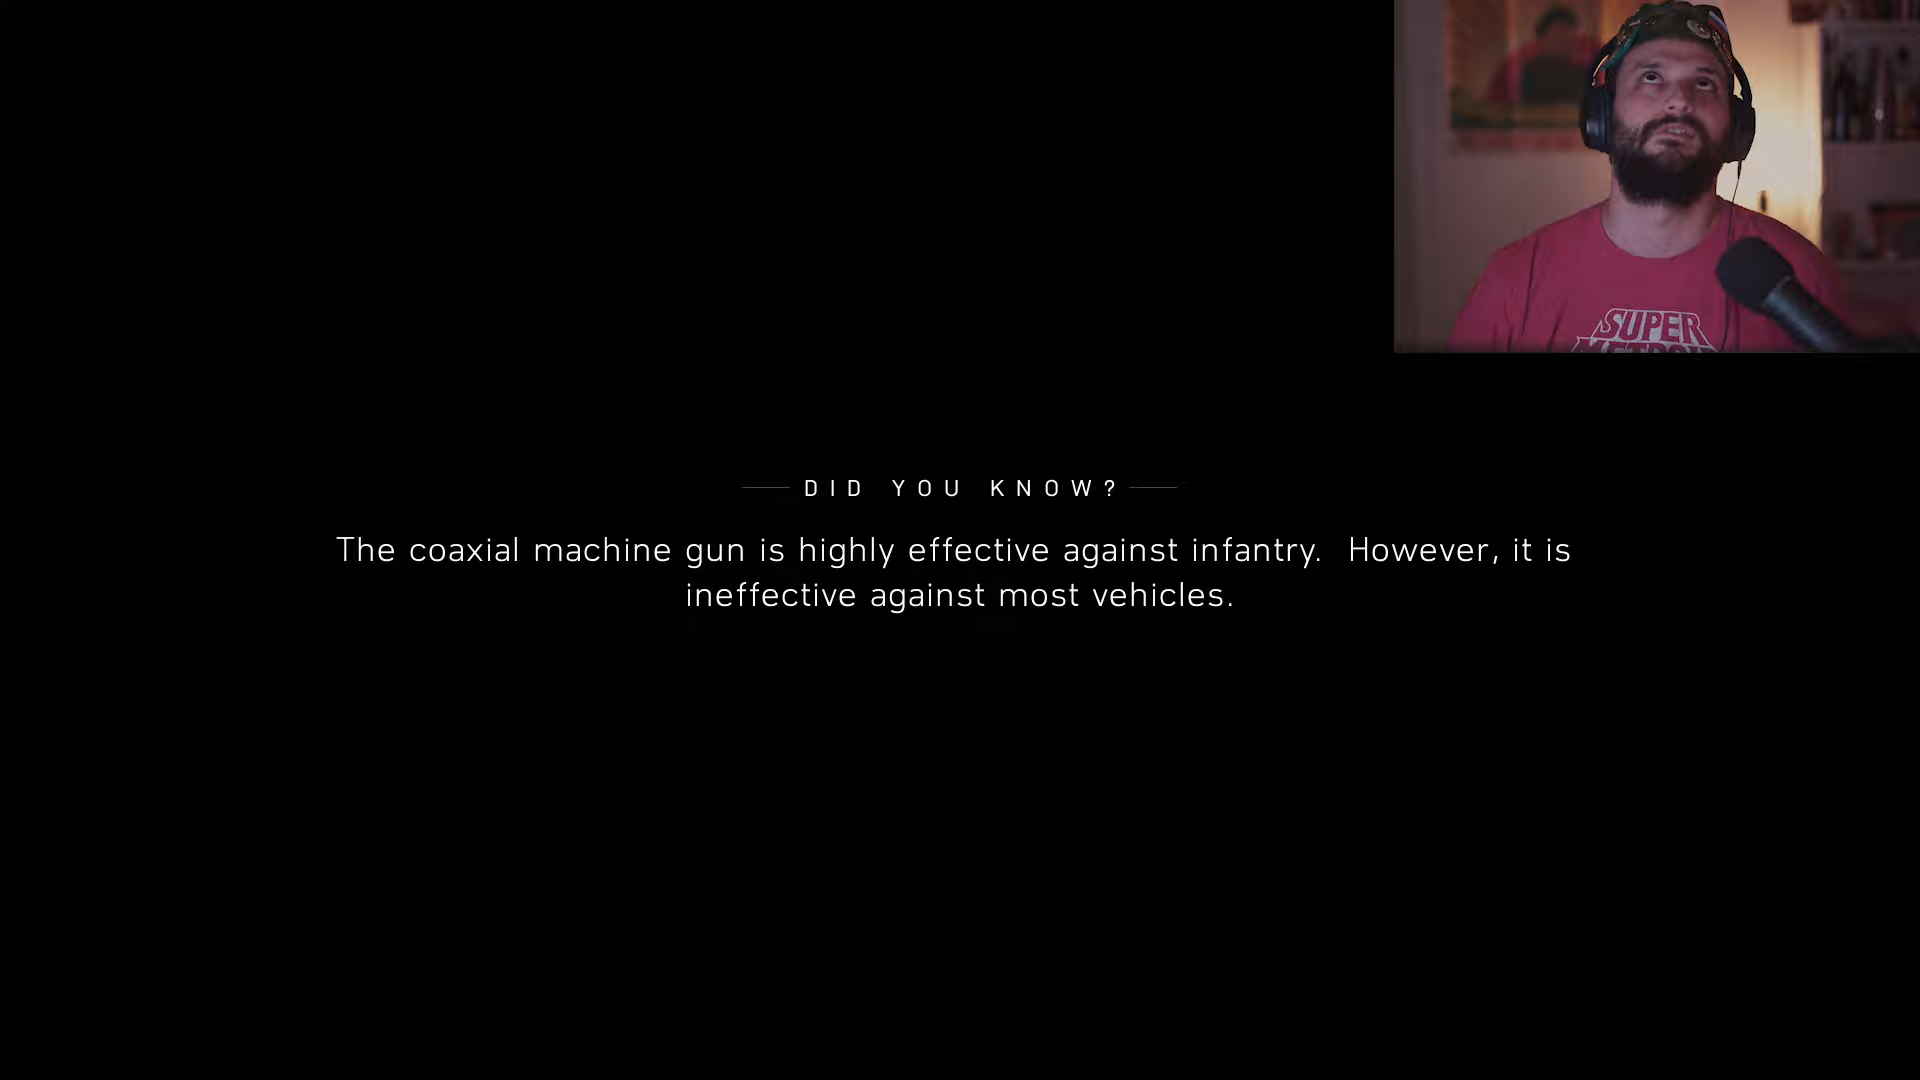 SUPER
METROID
DID YOU KNOW?
The coaxial machine gun is highly effective against infantry.  However, it is
ineffective against most vehicles.